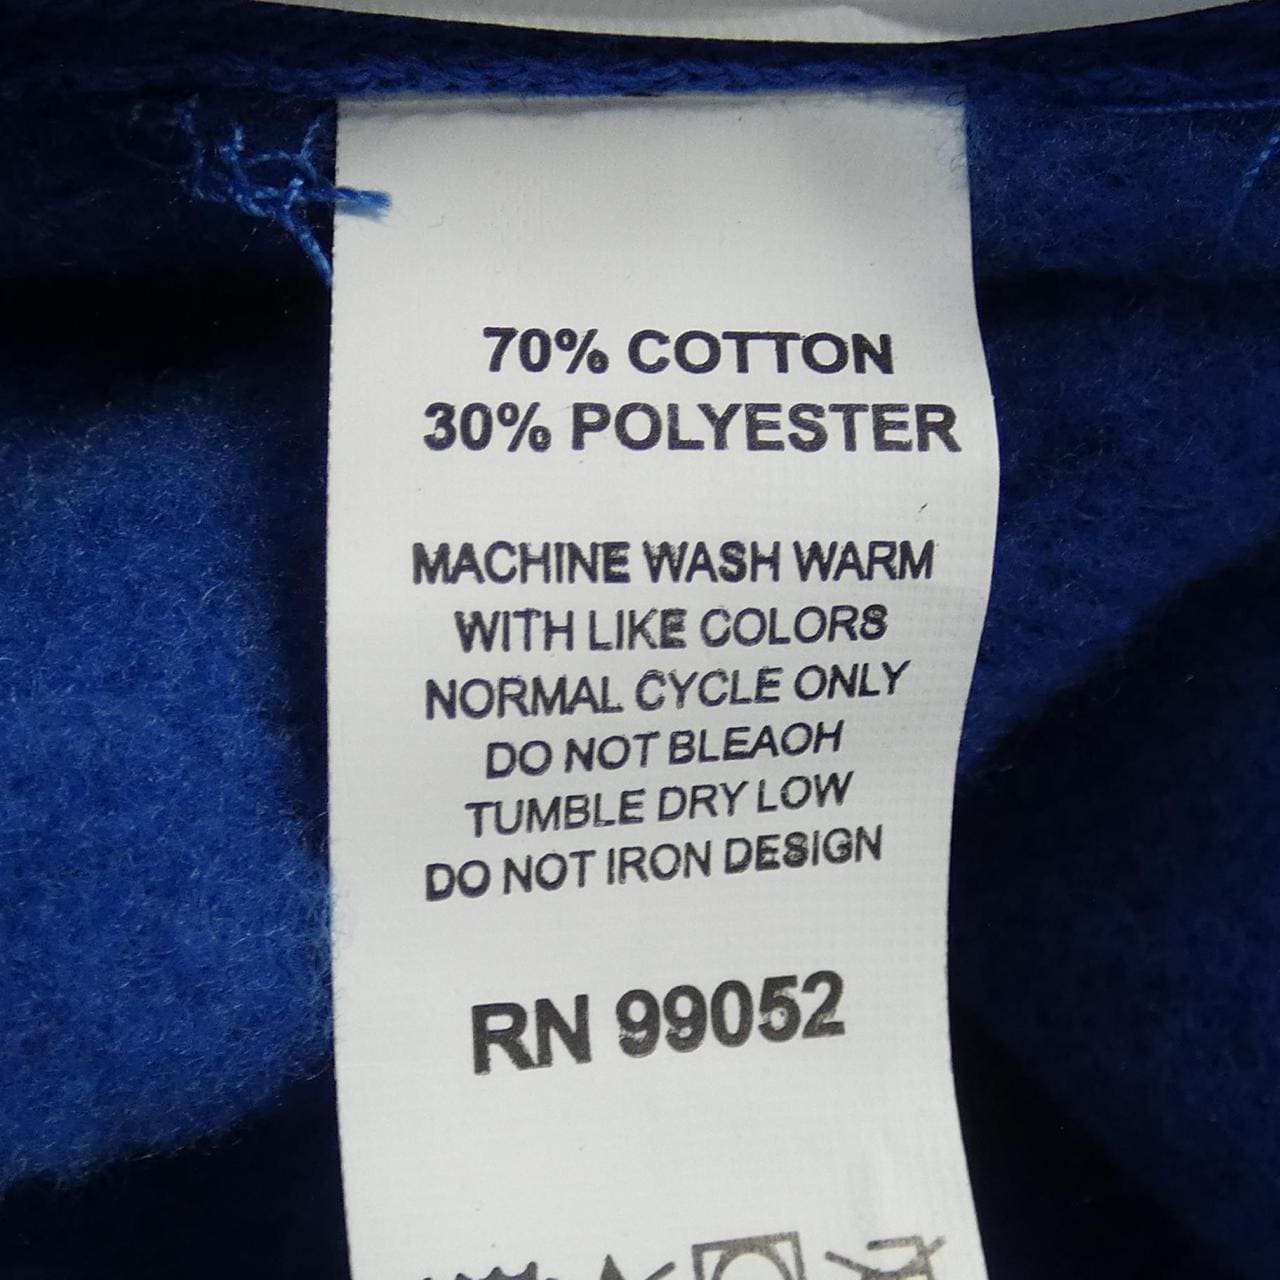 70% COTTON
30% POLYESTER
MACHINE WASH WARM
WITH LIKE COLORS
NORMAL CYCLE ONLY
DO NOT BLEAOH
TUMBLE DRY LOW
DO NOT IRON DESIGN
RN 99052